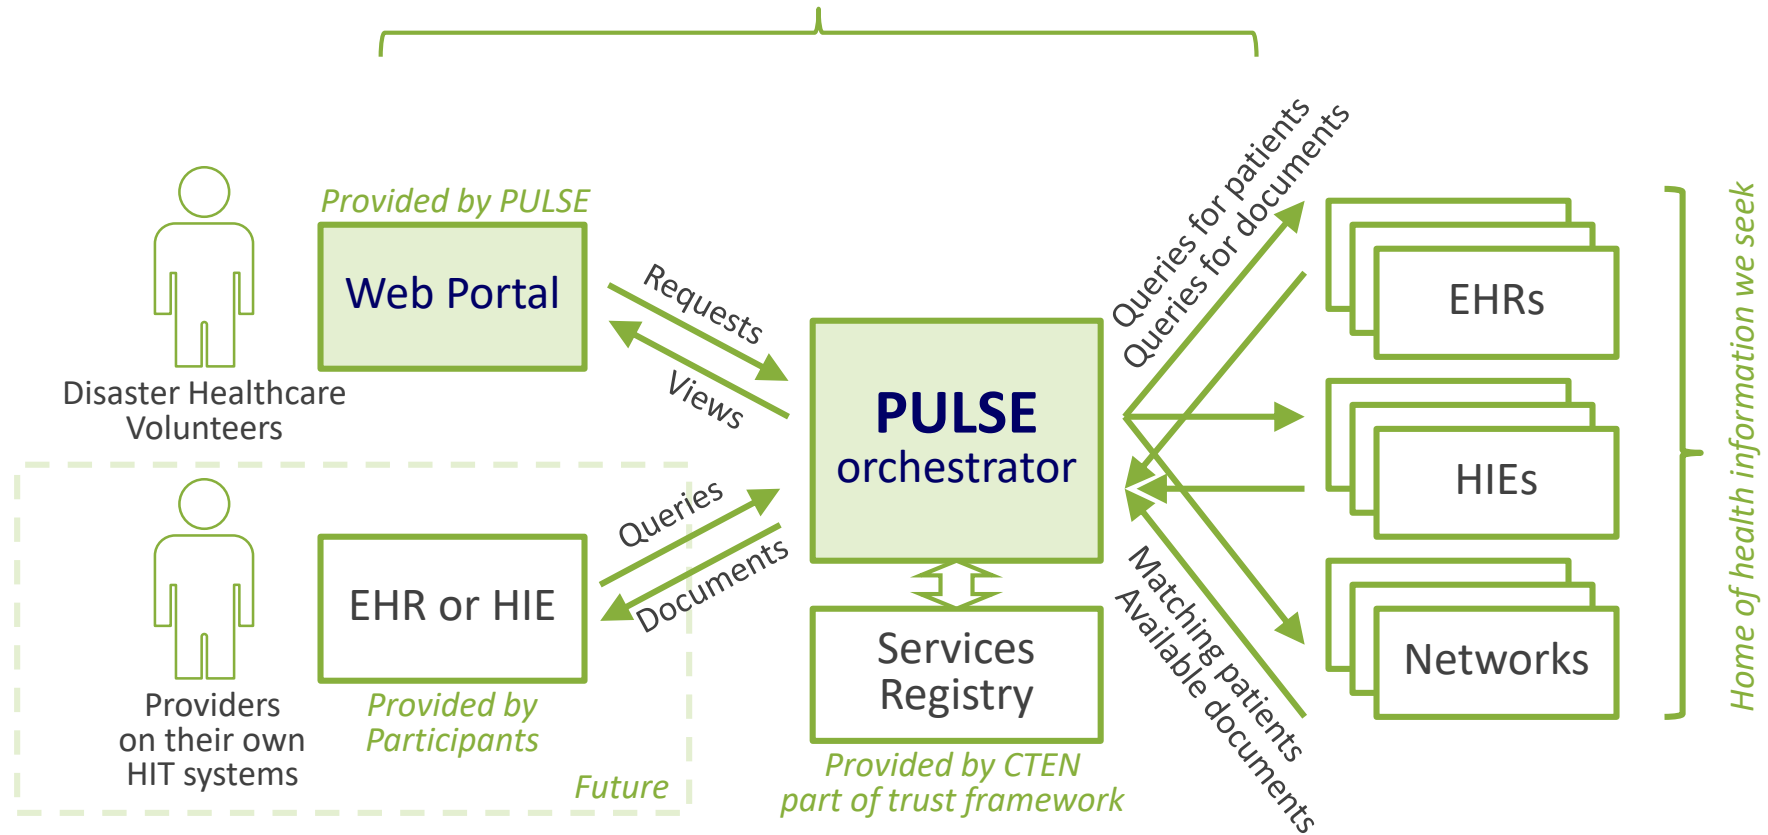 Provided by PULSE
Web Portal
Disaster Healthcare
Volunteers
Requests
Views
PULSE
orchestrator
Queries for patients
Queries for documents
EHRs
HIEs
Networks
Home of health information we seek
Providers
on their own
HIT systems
EHR or HIE
Provided by
Participants
Future
Queries
Documents
Services
Registry
Provided by CTEN
part of trust framework
Matching patients
Available documents